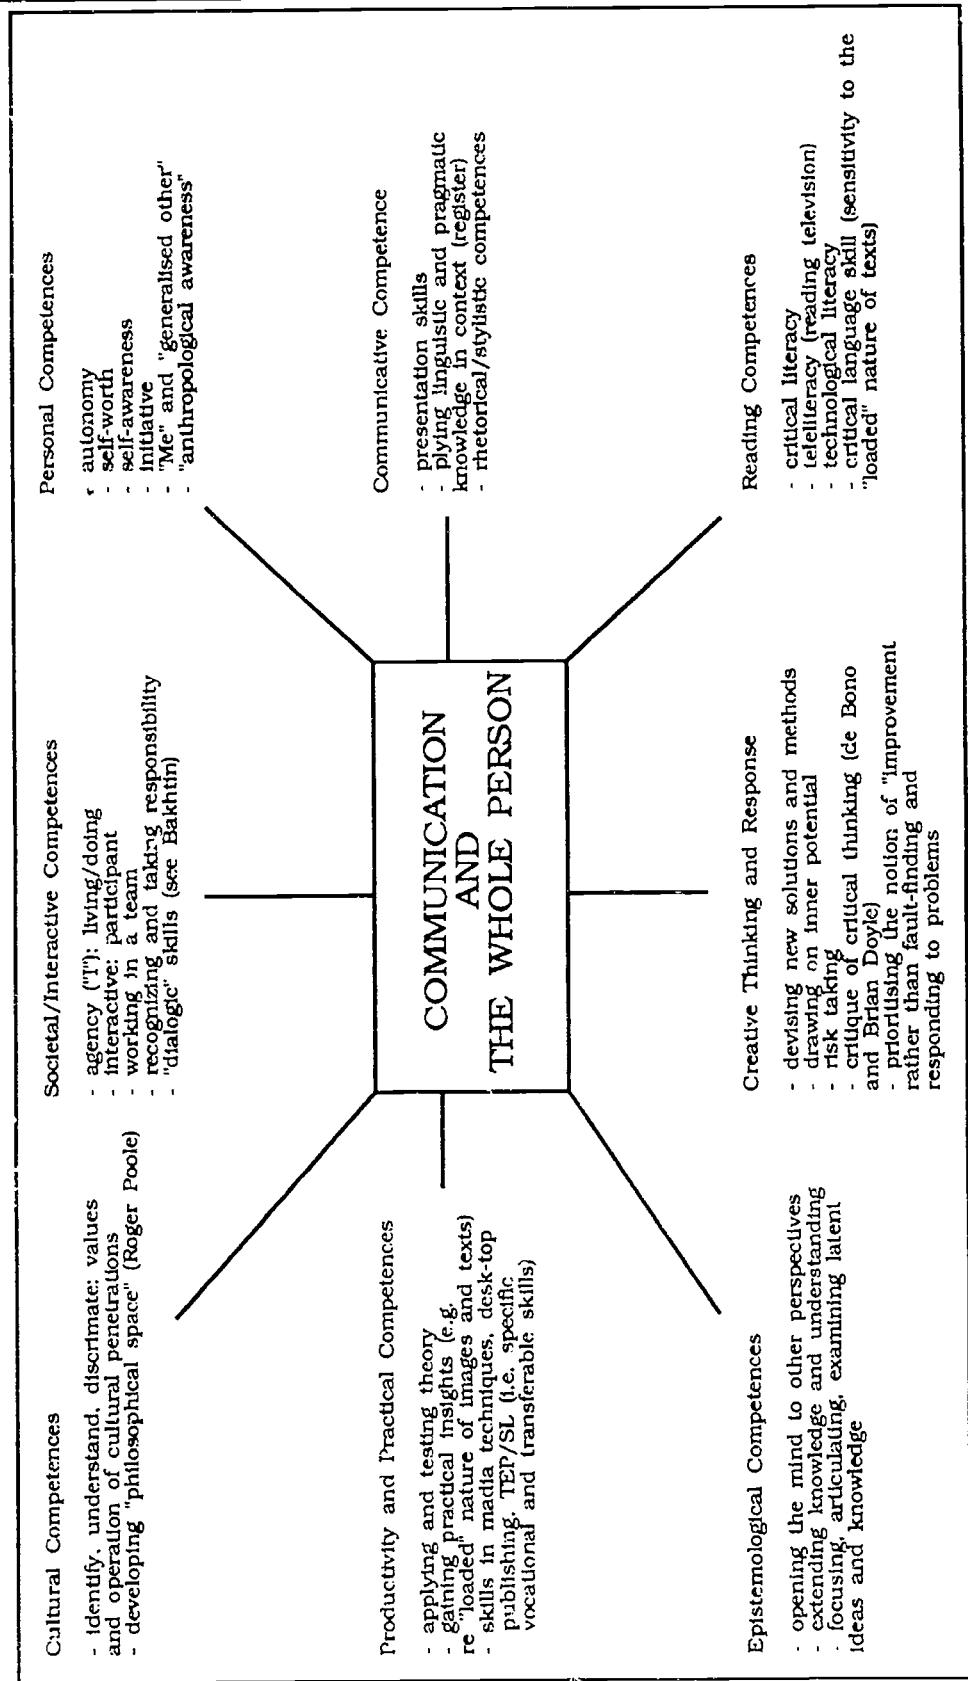 Cultural Competences
- identify, understand, discrimate: values
and operation of cultural penetrations
- developing "philosophical space" (Roger Poole)
Societal/Interactive Competences
- agency ("I"): living/doing
- interactive: participant
- working in a team
- recognizing and taking responsibility
- "dialogic" skills (see Bakhtin)
Personal Competences
- autonomy
- self-worth
- self-awareness
- initiative
- "Me" and "generalised other"
- "anthropological awareness"
Productivity and Practical Competences
- applying and testing theory
- gaining practical insights (e.g.
re "loaded" nature of images and texts)
- skills in madia techniques, desk-top
publishing, TEP/SL (i.e. specific
vocational and transferable skills)
COMMUNICATION
AND
THE WHOLE PERSON
Communicative Competence
- presentation skills
- plying linguistic and pragmatic
knowledge in context (register)
- rhetorical/stylistic competences
Epistemological Competences
- opening the mind to other perspectives
- extending knowledge and understanding
- focusing, articulating, examining latent
ideas and knowledge
Creative Thinking and Response
- devising new solutions and methods
- drawing on inner potential
- risk taking
- critique of critical thinking (de Bono
and Brian Doyle)
- prioritising the notion of "improvement
rather than fault-finding and
responding to problems
Reading Competences
- critical literacy
- teleliteracy (reading television)
- technological literacy
- critical language skill (sensitivity to the
"loaded" nature of texts)